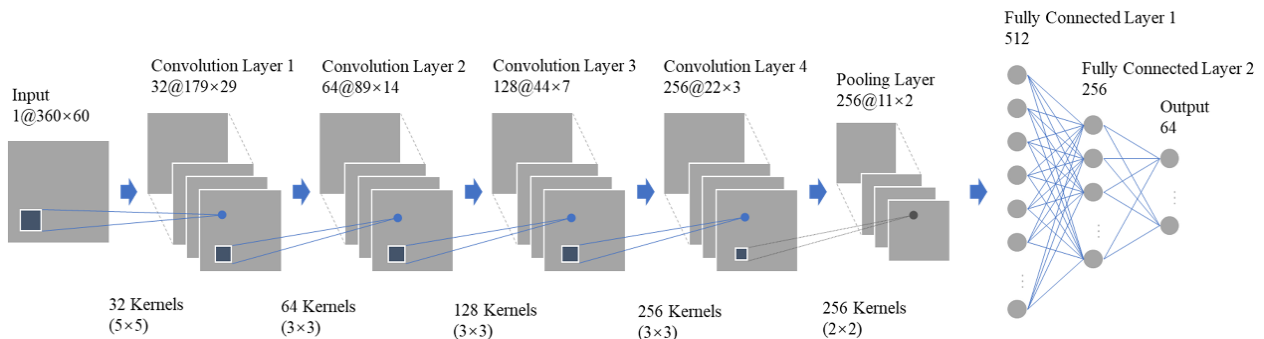 Input
1@360×60
Convolution Layer 1
32@179×29
Convolution Layer 2
64@89×14
Convolution Layer 3
128@44×7
Convolution Layer 4
256@22×3
Pooling Layer
256@11×2
Fully Connected Layer 1
512
Fully Connected Layer 2
256
Output
64
32 Kernels
(5×5)
64 Kernels
(3×3)
128 Kernels
(3×3)
256 Kernels
(3×3)
256 Kernels
(2×2)